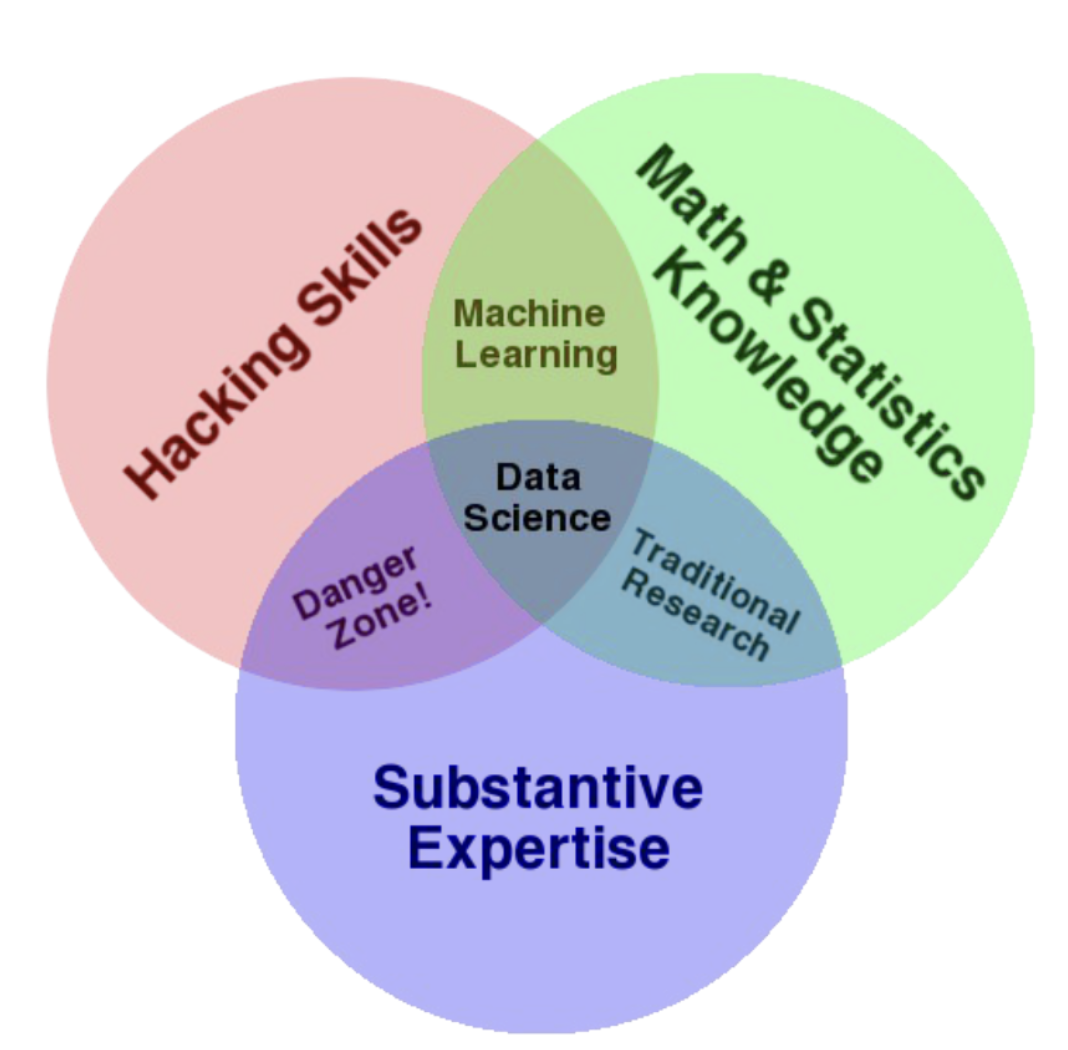 Hacking Skills
Math & Statistics
Knowledge
Machine
Learning
Data
Science
Danger
Zone!
Traditional
Research
Substantive
Expertise